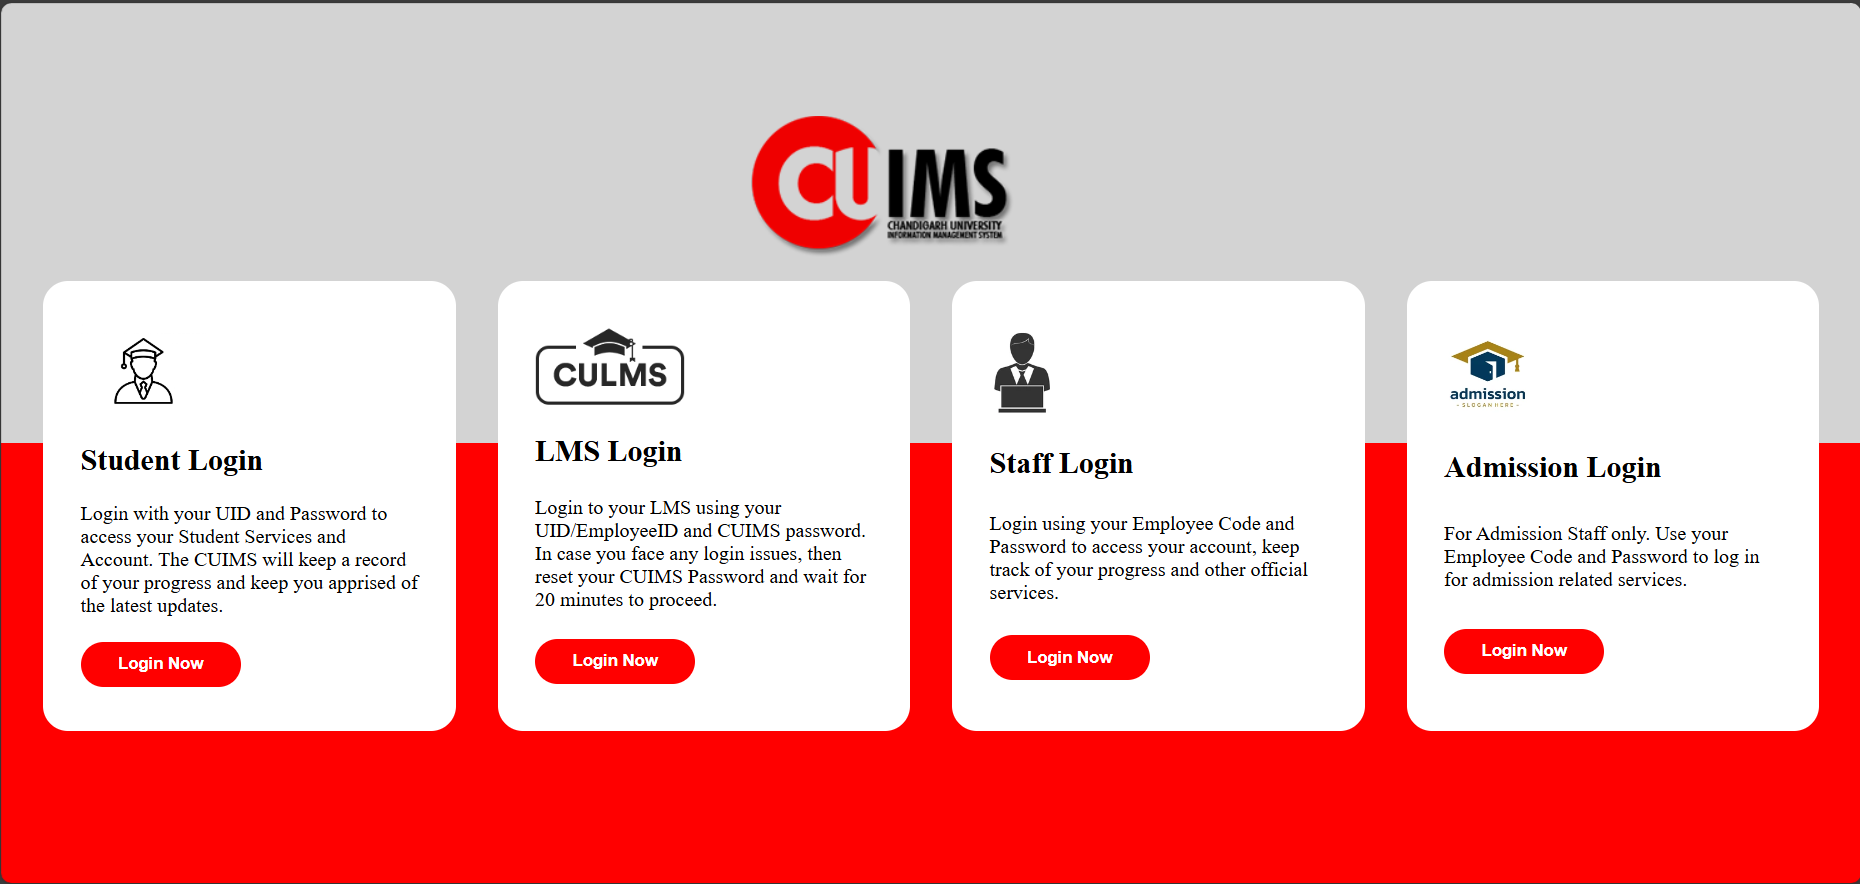 CUIMS
CHANDIGARH UNIVERSITY
INFORMATION MANAGEMENT SYSTEM
Student Login
Login with your UID and Password to
access your Student Services and
Account. The CUIMS will keep a record
of your progress and keep you apprised of
the latest updates.
Login Now
CULMS
LMS Login
Login to your LMS using your
UID/EmployeeID and CUIMS password.
In case you face any login issues, then
reset your CUIMS Password and wait for
20 minutes to proceed.
Login Now
Staff Login
Login using your Employee Code and
Password to access your account, keep
track of your progress and other official
services.
Login Now
admission
- SLOGAN HERE -
Admission Login
For Admission Staff only. Use your
Employee Code and Password to log in
for admission related services.
Login Now